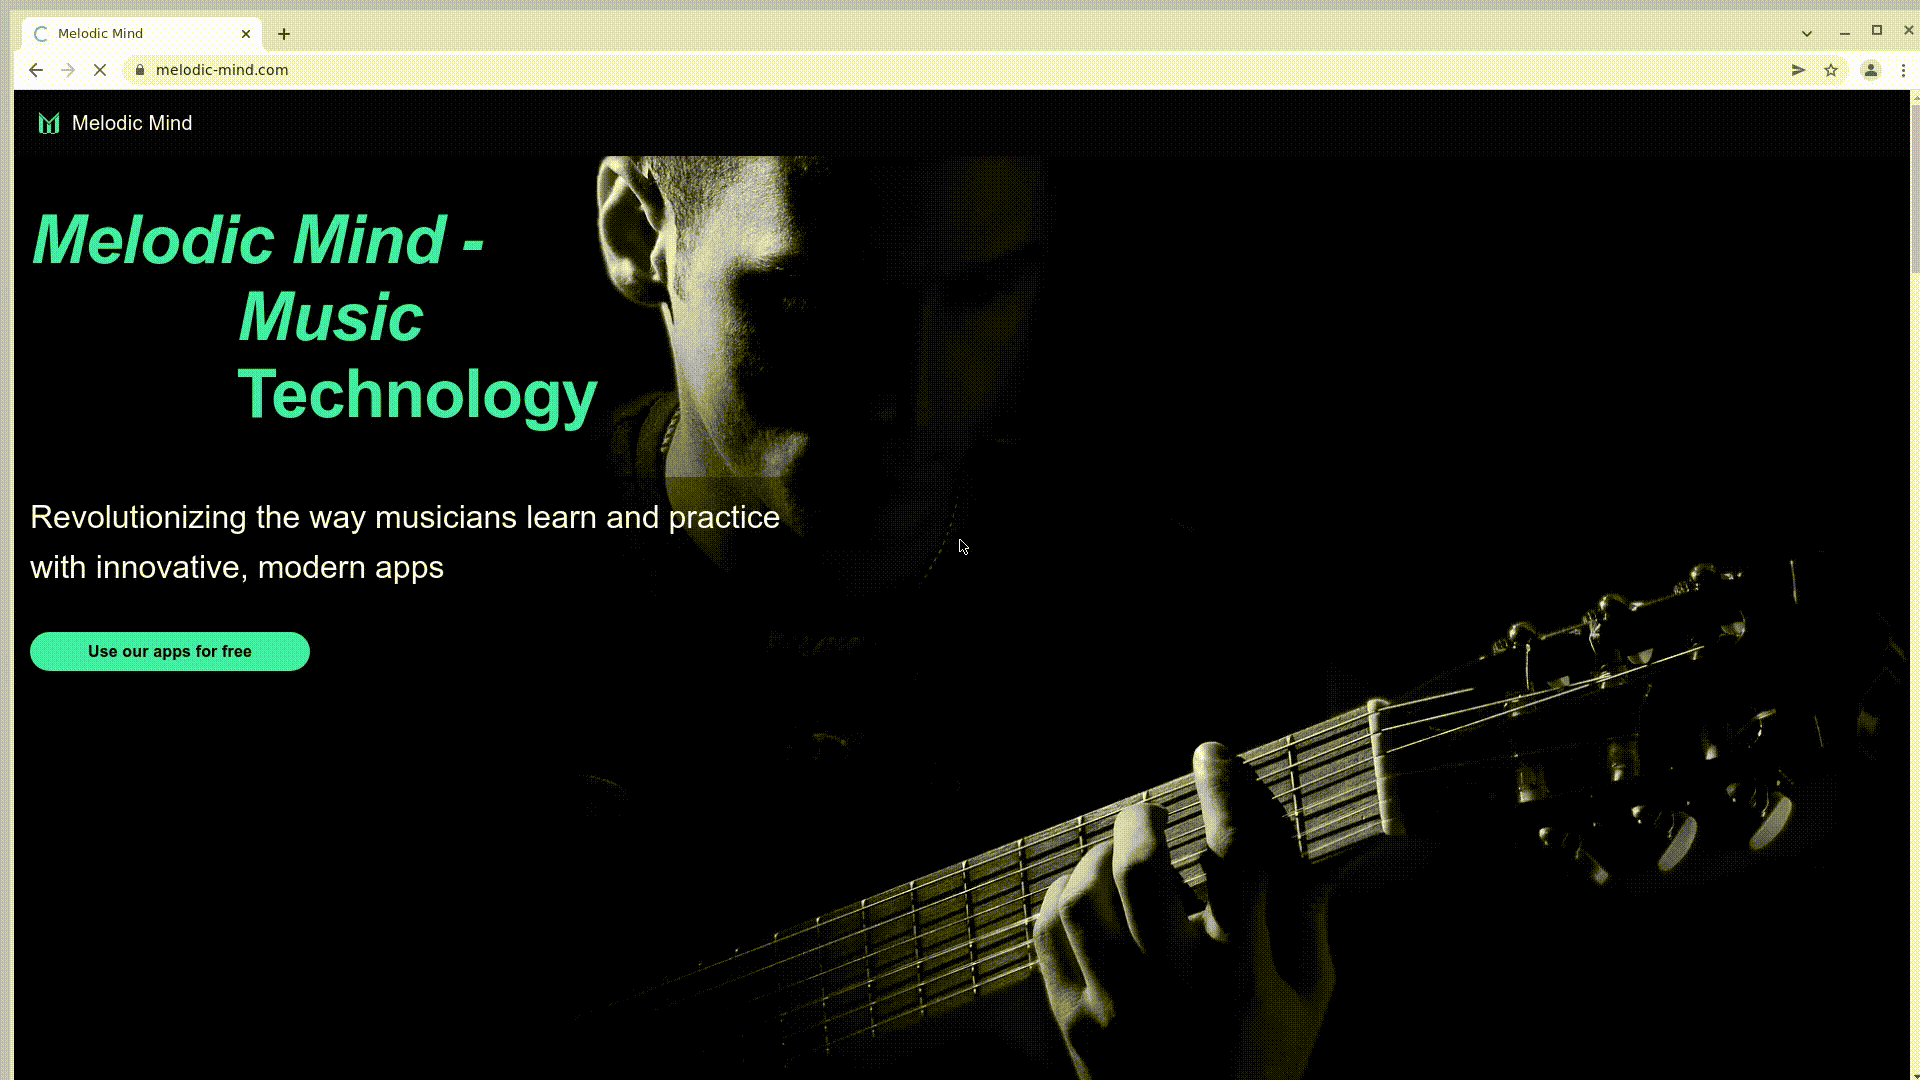 Melodic Mind
melodic-mind.com
Melodic Mind
Melodic Mind -
Music
Technology
Revolutionizing the way musicians learn and practice
with innovative, modern apps
Use our apps for free